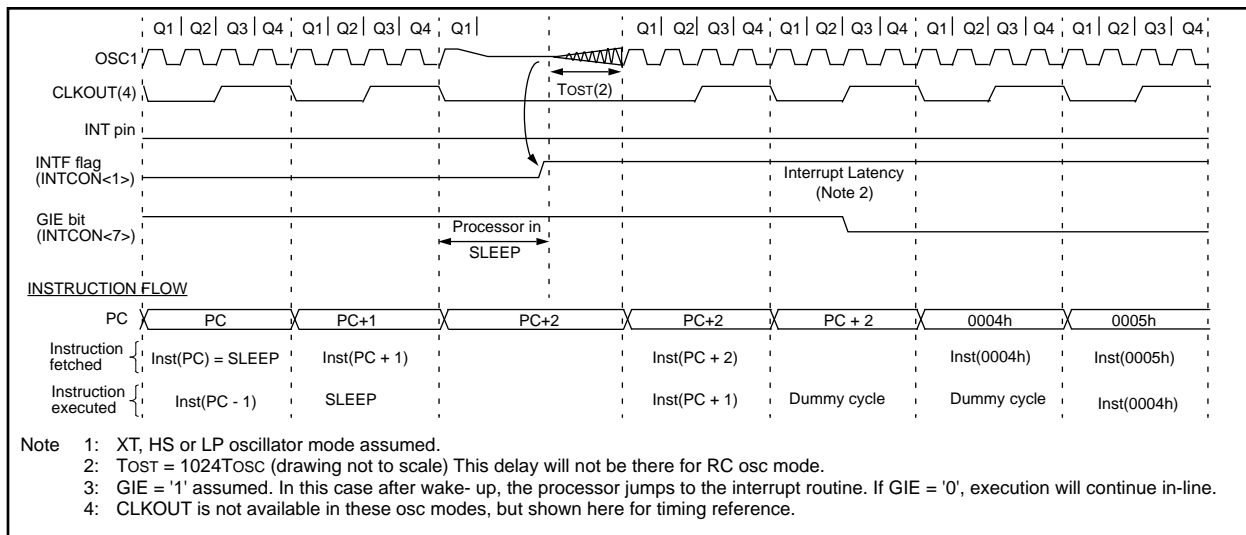 Q1 Q2 Q3 Q4 Q1 Q2 Q3 Q4 Q1 Q1 Q2 Q3 Q4 Q1 Q2 Q3 Q4 Q1 Q2 Q3 Q4 Q1 Q2 Q3 Q4
OSC1
TOST(2)
CLKOUT(4)
INT pin
INTF flag
(INTCON<1>)
Interrupt Latency
(Note 2)
GIE bit
(INTCON<7>)
Processor in
SLEEP
INSTRUCTION FLOW
PC PC PC+1 PC+2 PC+2 PC + 2 0004h 0005h
Instruction
fetched
Inst(PC) = SLEEP Inst(PC + 1) Inst(PC + 2) Inst(0004h) Inst(0005h)
Instruction
executed
Inst(PC - 1) SLEEP Inst(PC + 1) Dummy cycle Dummy cycle Inst(0004h)
Note 1: XT, HS or LP oscillator mode assumed.
2: TOST = 1024TOSC (drawing not to scale) This delay will not be there for RC osc mode.
3: GIE = '1' assumed. In this case after wake- up, the processor jumps to the interrupt routine. If GIE = '0', execution will continue in-line.
4: CLKOUT is not available in these osc modes, but shown here for timing reference.